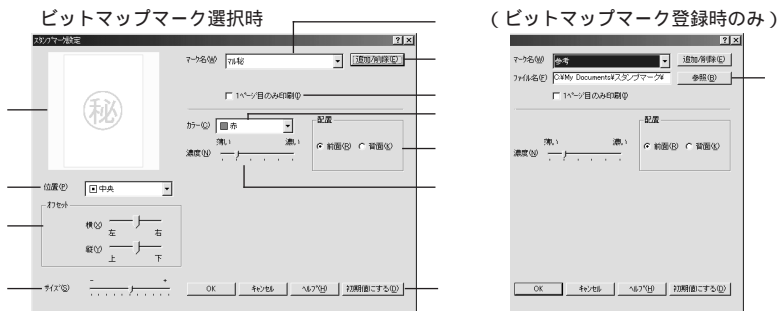 ビットマップマーク選択時
(ビットマップマーク登録時のみ)
スタンプマーク設定
マーク名(W) マル秘 追加/削除(E)
秘
1ページ目のみ印刷(I)
カラー(C) 赤
薄い 濃い
濃度(N)
配置
前面(R) 背面(K)
位置(P) 中央
オフセット
横(X)
左 右
縦(Y)
上 下
サイズ(S) - +
OK キャンセル ヘルプ(H) 初期値にする(D)
マーク名(W) 参考 追加/削除(E)
ファイル名(F) C:¥My Documents¥スタンプマーク¥ 参照(B)
1ページ目のみ印刷(I)
薄い 濃い
濃度(N)
配置
前面(R) 背面(K)
OK キャンセル ヘルプ(H) 初期値にする(D)